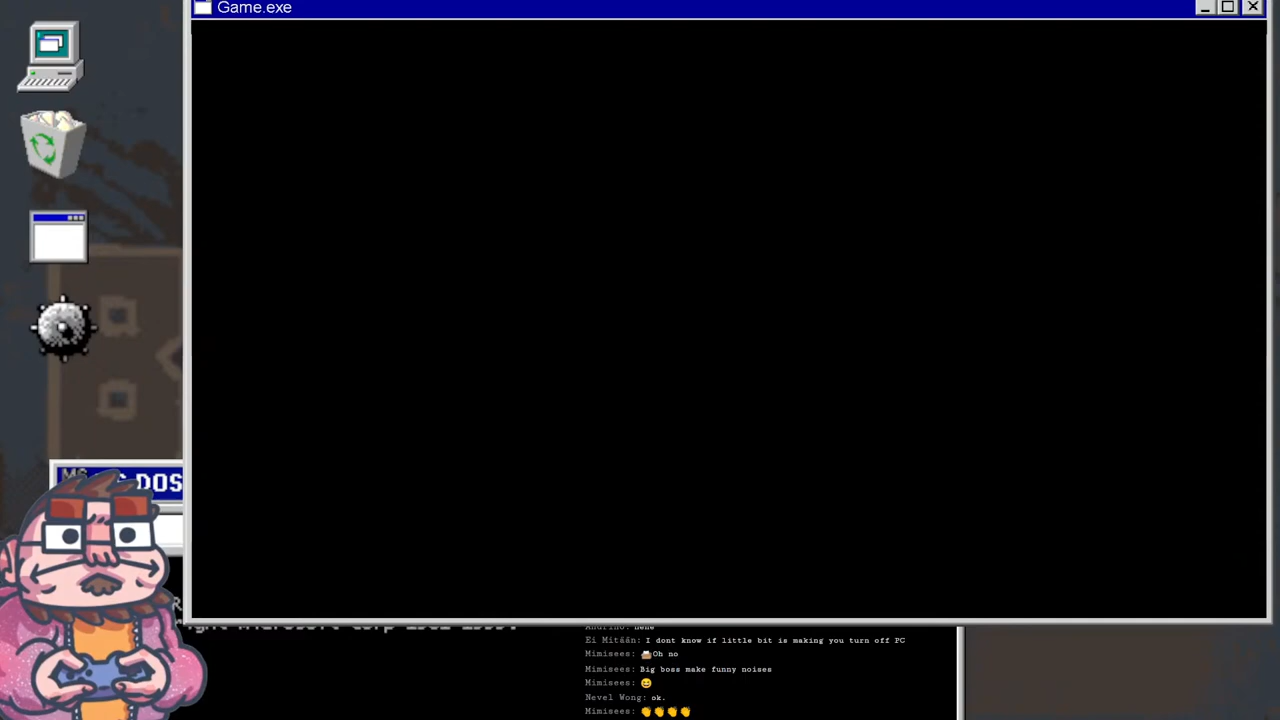 Game.exe
DOS
Ei Mitään: I dont know if little bit is making you turn off PC
Mimisees: Oh no
Mimisees: Big boss make funny noises
Mimisees: 😆
Nevel Wong: ok.
Mimisees: 👏👏👏👏